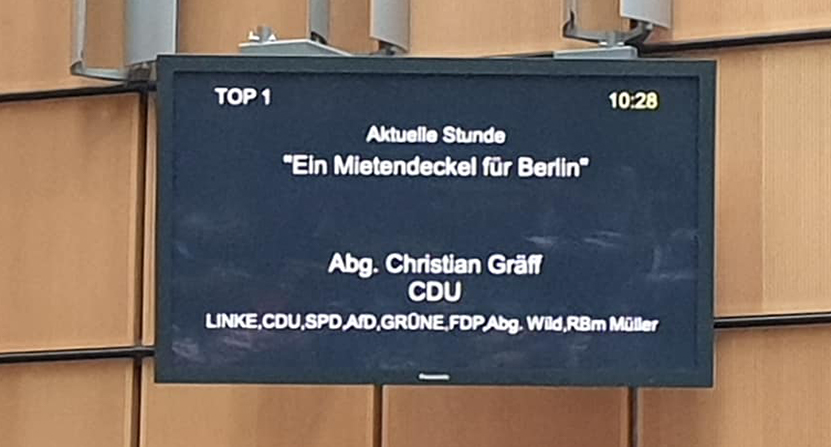 TOP 1 10:28
Aktuelle Stunde
"Ein Mietendeckel für Berlin"
Abg. Christian Gräff
CDU
LINKE,CDU,SPD,AfD,GRÜNE,FDP,Abg. Wild,RBm Müller
Panasonic